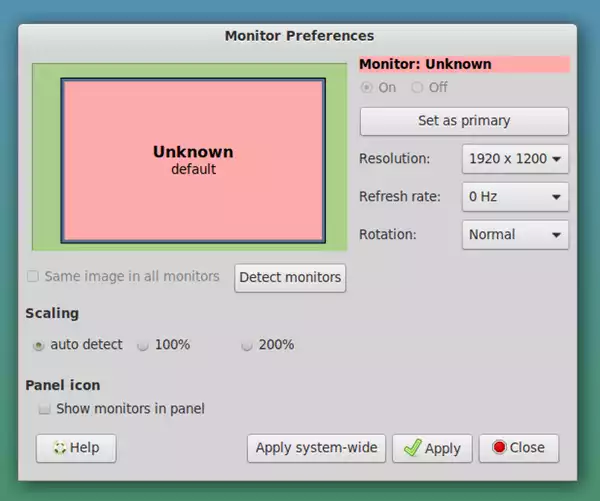 Monitor Preferences
Monitor: Unknown
On Off
Unknown
default
Set as primary
Resolution: 1920 x 1200
Refresh rate: 0 Hz
Rotation: Normal
Same image in all monitors Detect monitors
Scaling
auto detect 100% 200%
Panel icon
Show monitors in panel
Help Apply system-wide Apply Close